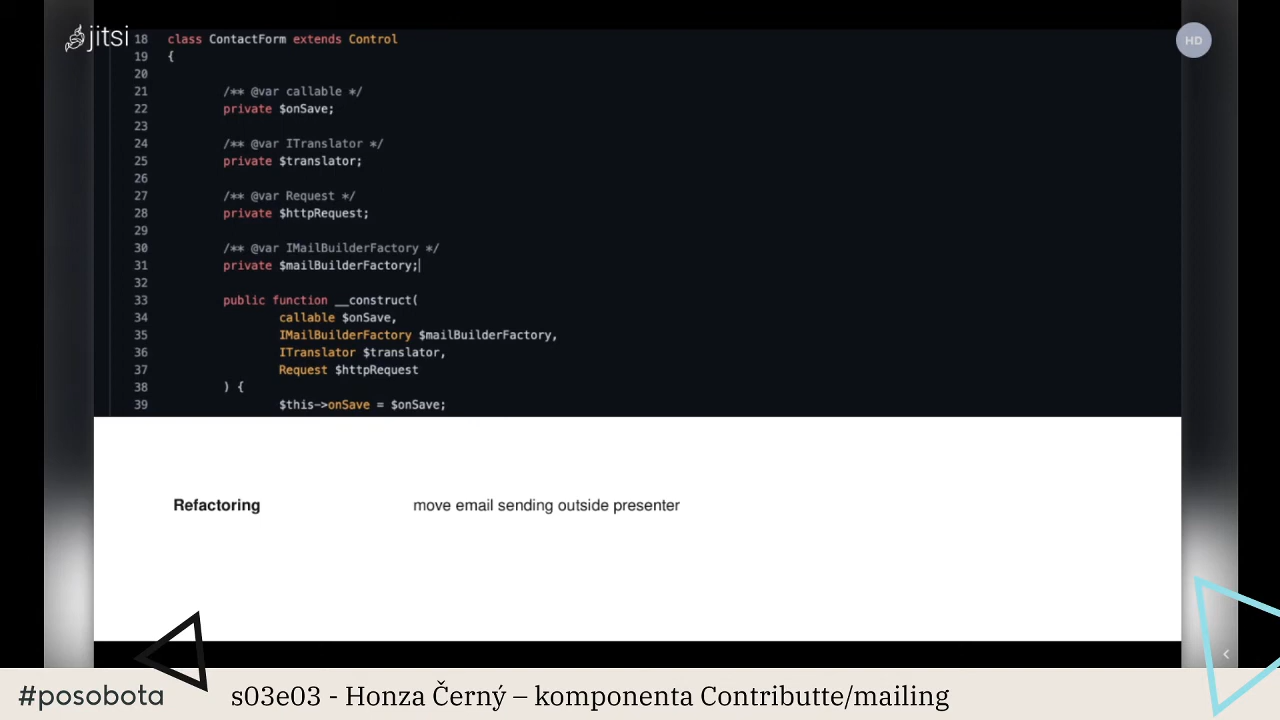 jitsi
HD
18 class ContactForm extends Control
19 {
20
21 /** @var callable */
22 private $onSave;
23
24 /** @var ITranslator */
25 private $translator;
26
27 /** @var Request */
28 private $httpRequest;
29
30 /** @var IMailBuilderFactory */
31 private $mailBuilderFactory;
32
33 public function __construct(
34 callable $onSave,
35 IMailBuilderFactory $mailBuilderFactory,
36 ITranslator $translator,
37 Request $httpRequest
38 ) {
39 $this->onSave = $onSave;
Refactoring move email sending outside presenter
#posobota s03e03 - Honza Černý – komponenta Contributte/mailing